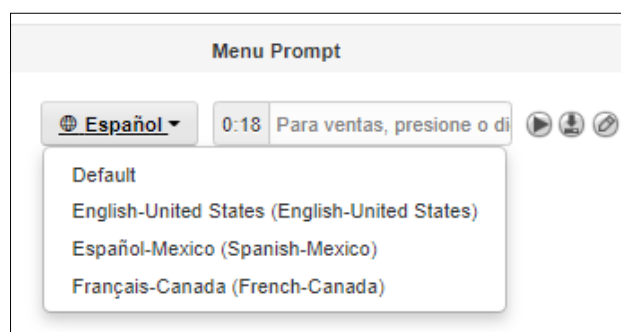 Menu Prompt
Español 0:18 Para ventas, presione o di
Default
English-United States (English-United States)
Español-Mexico (Spanish-Mexico)
Français-Canada (French-Canada)